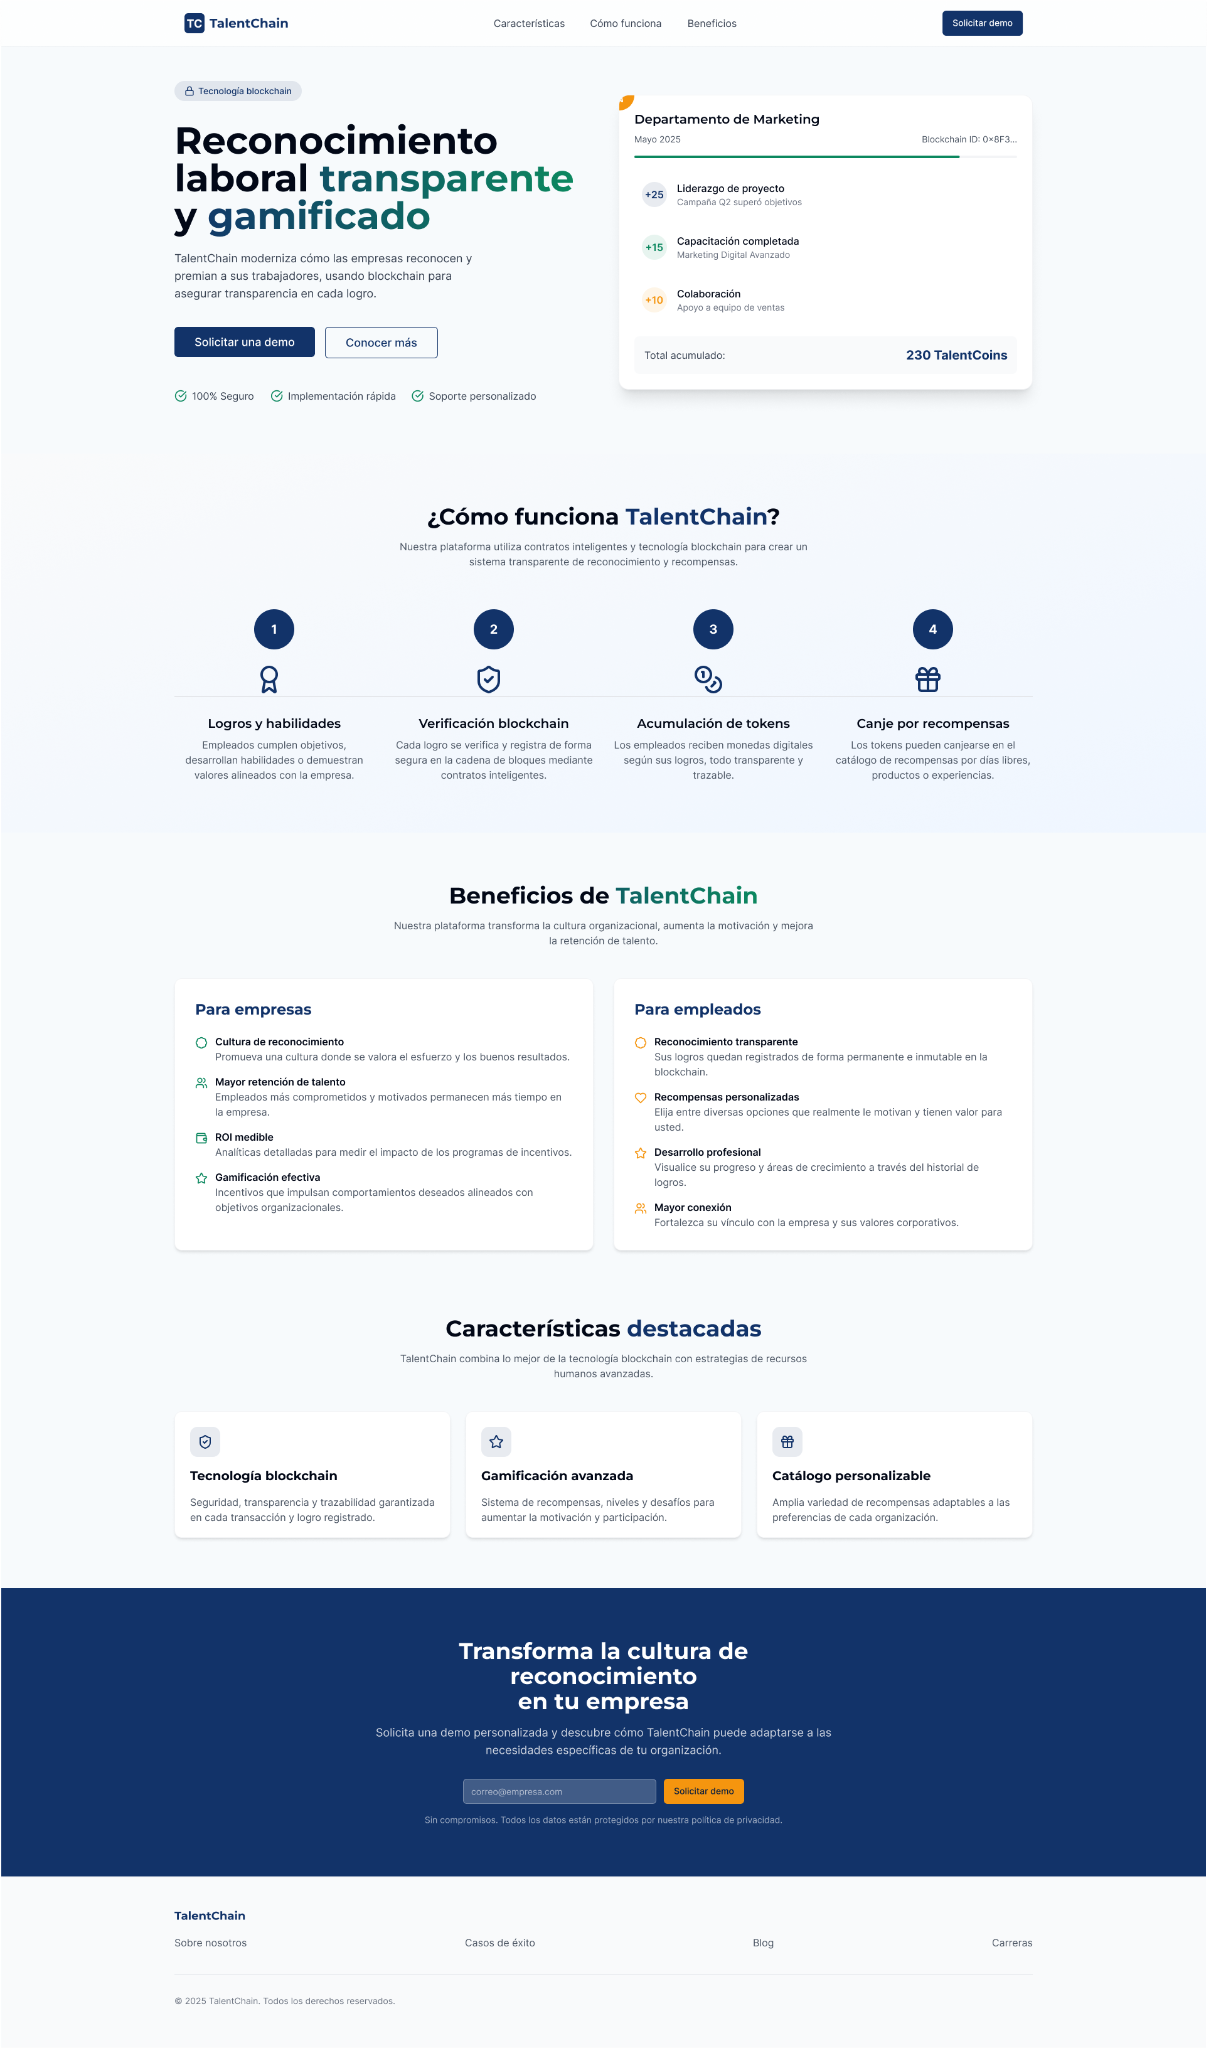 TC TalentChain
Características
Cómo funciona
Beneficios
Solicitar demo
Tecnología blockchain
Reconocimiento
laboral transparente
y gamificado
TalentChain moderniza cómo las empresas reconocen y
premian a sus trabajadores, usando blockchain para
asegurar transparencia en cada logro.
Solicitar una demo
Conocer más
100% Seguro
Implementación rápida
Soporte personalizado
Departamento de Marketing
Mayo 2025
Blockchain ID: 0x8F3...
+25
Liderazgo de proyecto
Campaña Q2 superó objetivos
+15
Capacitación completada
Marketing Digital Avanzado
+10
Colaboración
Apoyo a equipo de ventas
Total acumulado:
230 TalentCoins
¿Cómo funciona TalentChain?
Nuestra plataforma utiliza contratos inteligentes y tecnología blockchain para crear un
sistema transparente de reconocimiento y recompensas.
1
Logros y habilidades
Empleados cumplen objetivos,
desarrollan habilidades o demuestran
valores alineados con la empresa.
2
Verificación blockchain
Cada logro se verifica y registra de forma
segura en la cadena de bloques mediante
contratos inteligentes.
3
Acumulación de tokens
Los empleados reciben monedas digitales
según sus logros, todo transparente y
trazable.
4
Canje por recompensas
Los tokens pueden canjearse en el
catálogo de recompensas por días libres,
productos o experiencias.
Beneficios de TalentChain
Nuestra plataforma transforma la cultura organizacional, aumenta la motivación y mejora
la retención de talento.
Para empresas
Cultura de reconocimiento
Promueva una cultura donde se valora el esfuerzo y los buenos resultados.
Mayor retención de talento
Empleados más comprometidos y motivados permanecen más tiempo en
la empresa.
ROI medible
Analíticas detalladas para medir el impacto de los programas de incentivos.
Gamificación efectiva
Incentivos que impulsan comportamientos deseados alineados con
objetivos organizacionales.
Para empleados
Reconocimiento transparente
Sus logros quedan registrados de forma permanente e inmutable en la
blockchain.
Recompensas personalizadas
Elija entre diversas opciones que realmente le motivan y tienen valor para
usted.
Desarrollo profesional
Visualice su progreso y áreas de crecimiento a través del historial de
logros.
Mayor conexión
Fortalezca su vínculo con la empresa y sus valores corporativos.
Características destacadas
TalentChain combina lo mejor de la tecnología blockchain con estrategias de recursos
humanos avanzadas.
Tecnología blockchain
Seguridad, transparencia y trazabilidad garantizada
en cada transacción y logro registrado.
Gamificación avanzada
Sistema de recompensas, niveles y desafíos para
aumentar la motivación y participación.
Catálogo personalizable
Amplia variedad de recompensas adaptables a las
preferencias de cada organización.
Transforma la cultura de
reconocimiento
en tu empresa
Solicita una demo personalizada y descubre cómo TalentChain puede adaptarse a las
necesidades específicas de tu organización.
correo@empresa.com
Solicitar demo
Sin compromisos. Todos los datos están protegidos por nuestra política de privacidad.
TalentChain
Sobre nosotros
Casos de éxito
Blog
Carreras
© 2025 TalentChain. Todos los derechos reservados.